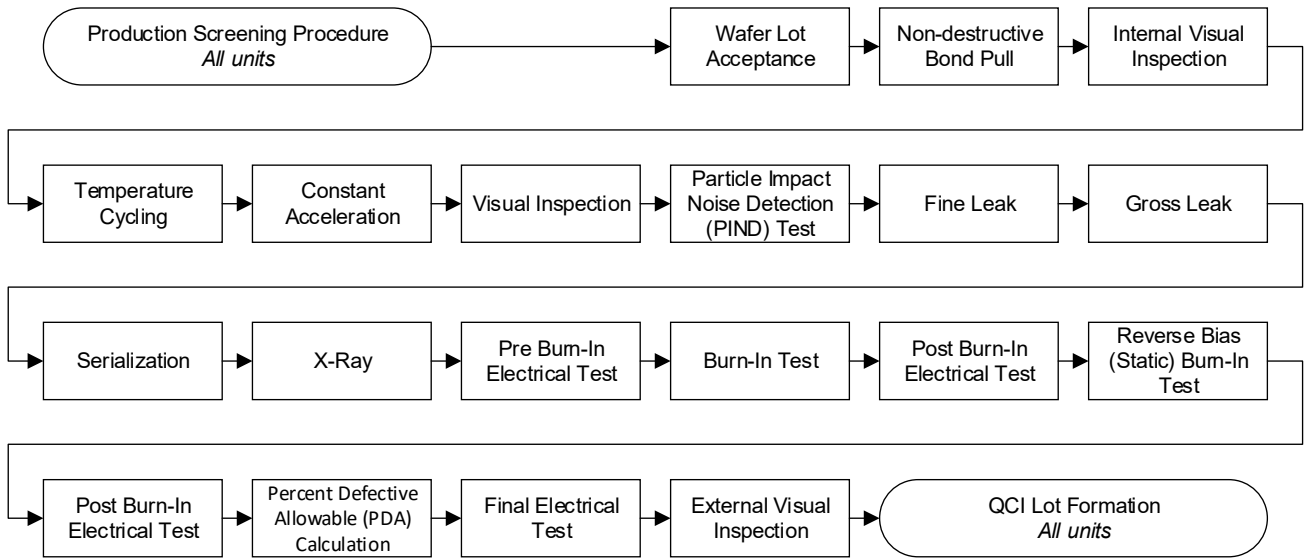 Production Screening Procedure
All units
Wafer Lot
Acceptance
Non-destructive
Bond Pull
Internal Visual
Inspection
Temperature
Cycling
Constant
Acceleration
Visual Inspection
Particle Impact
Noise Detection
(PIND) Test
Fine Leak
Gross Leak
Serialization
X-Ray
Pre Burn-In
Electrical Test
Burn-In Test
Post Burn-In
Electrical Test
Reverse Bias
(Static) Burn-In
Test
Post Burn-In
Electrical Test
Percent Defective
Allowable (PDA)
Calculation
Final Electrical
Test
External Visual
Inspection
QCI Lot Formation
All units